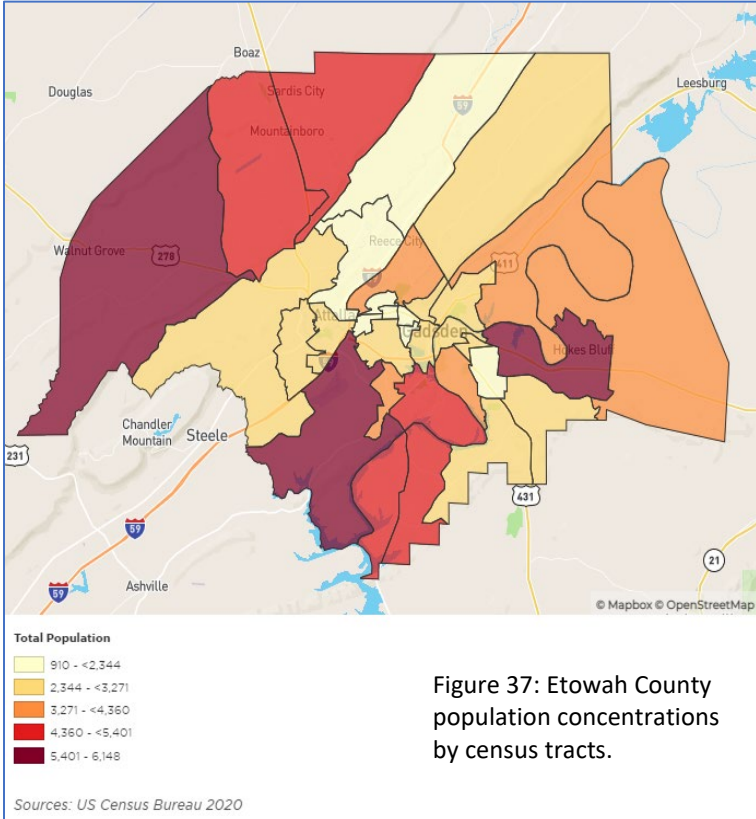 Boaz
Douglas
Sardis City
Leesburg
59
Mountainboro
Walnut Grove
278
Reece City
411
59
Attalla
Gadsden
Hokes Bluff
59
Chandler
Mountain
Steele
231
431
59
21
Ashville
59
© Mapbox © OpenStreetMap
Total Population
910 - <2,344
2,344 - <3,271
3,271 - <4,360
4,360 - <5,401
5,401 - 6,148
Figure 37: Etowah County
population concentrations
by census tracts.
Sources: US Census Bureau 2020